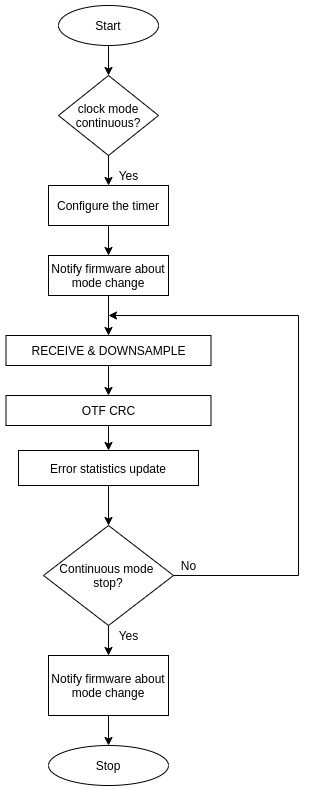 Start
clock mode
continuous?
Yes
Configure the timer
Notify firmware about
mode change
RECEIVE & DOWNSAMPLE
OTF CRC
Error statistics update
Continuous mode
stop?
No
Yes
Notify firmware about
mode change
Stop